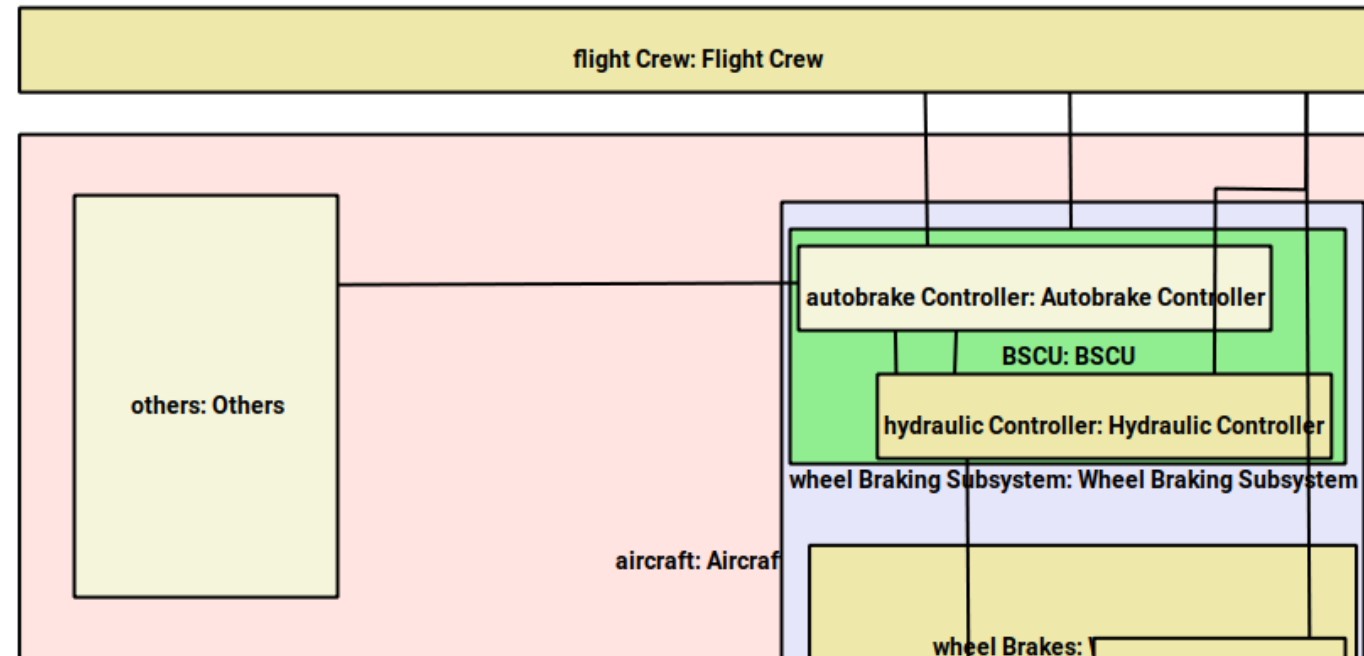 flight Crew: Flight Crew
autobrake Controller: Autobrake Controller
BSCU: BSCU
others: Others
hydraulic Controller: Hydraulic Controller
wheel Braking Subsystem: Wheel Braking Subsystem
aircraft: Aircraf
wheel Brakes: